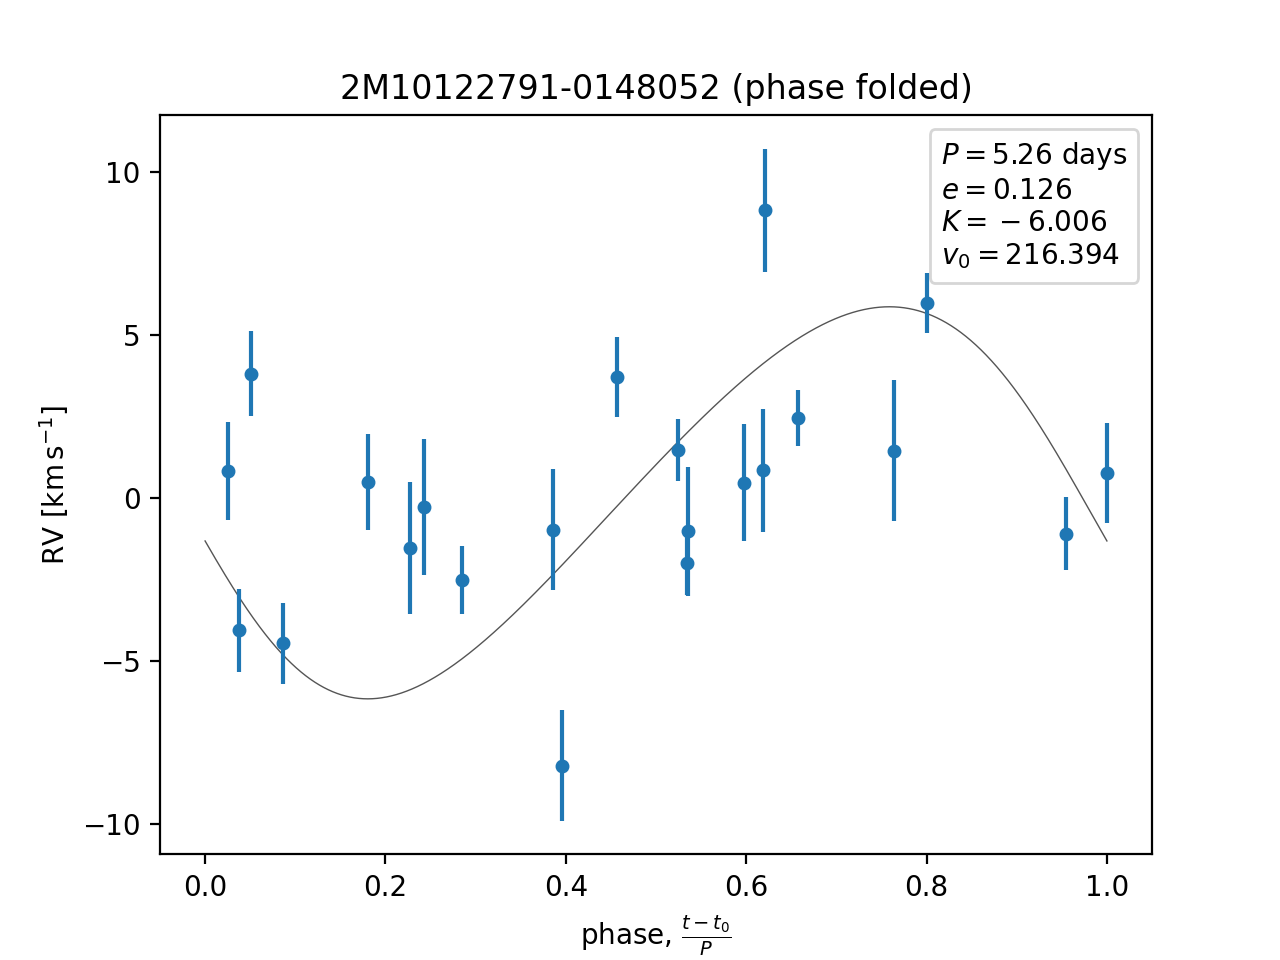 2M10122791-0148052 (phase folded)
P = 5.26 days
e = 0.126
K = −6.006
v₀ = 216.394
10
5
0
−5
−10
RV [km s⁻¹]
0.0 0.2 0.4 0.6 0.8 1.0
phase, (t − t₀)/P